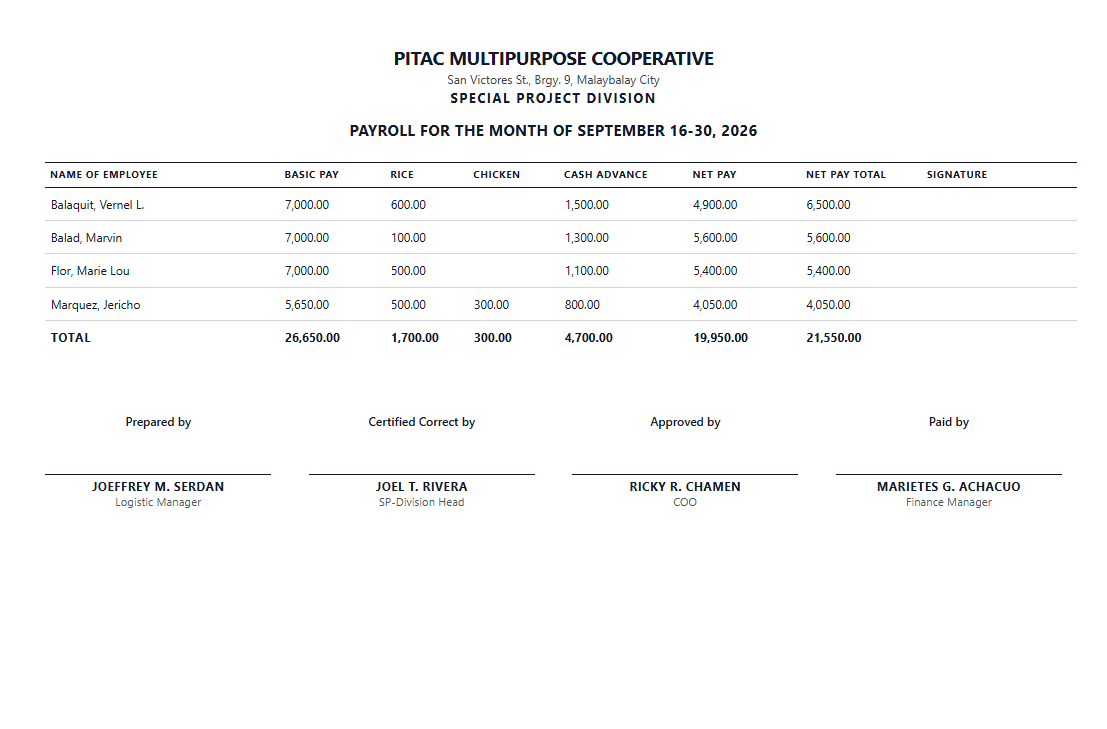 PITAC MULTIPURPOSE COOPERATIVE
San Victores St., Brgy. 9, Malaybalay City
SPECIAL PROJECT DIVISION
PAYROLL FOR THE MONTH OF SEPTEMBER 16-30, 2026
NAME OF EMPLOYEE BASIC PAY RICE CHICKEN CASH ADVANCE NET PAY NET PAY TOTAL SIGNATURE
Balaquit, Vernel L. 7,000.00 600.00 1,500.00 4,900.00 6,500.00
Balad, Marvin 7,000.00 100.00 1,300.00 5,600.00 5,600.00
Flor, Marie Lou 7,000.00 500.00 1,100.00 5,400.00 5,400.00
Marquez, Jericho 5,650.00 500.00 300.00 800.00 4,050.00 4,050.00
TOTAL 26,650.00 1,700.00 300.00 4,700.00 19,950.00 21,550.00
Prepared by Certified Correct by Approved by Paid by
JOEFFREY M. SERDAN JOEL T. RIVERA RICKY R. CHAMEN MARIETES G. ACHACUO
Logistic Manager SP-Division Head COO Finance Manager